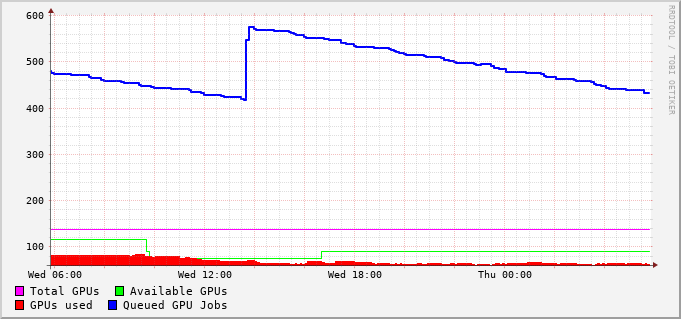 600
500
400
300
200
100
Wed 06:00 Wed 12:00 Wed 18:00 Thu 00:00
Total GPUs Available GPUs
GPUs used Queued GPU Jobs
RRDTOOL / TOBI OETIKER